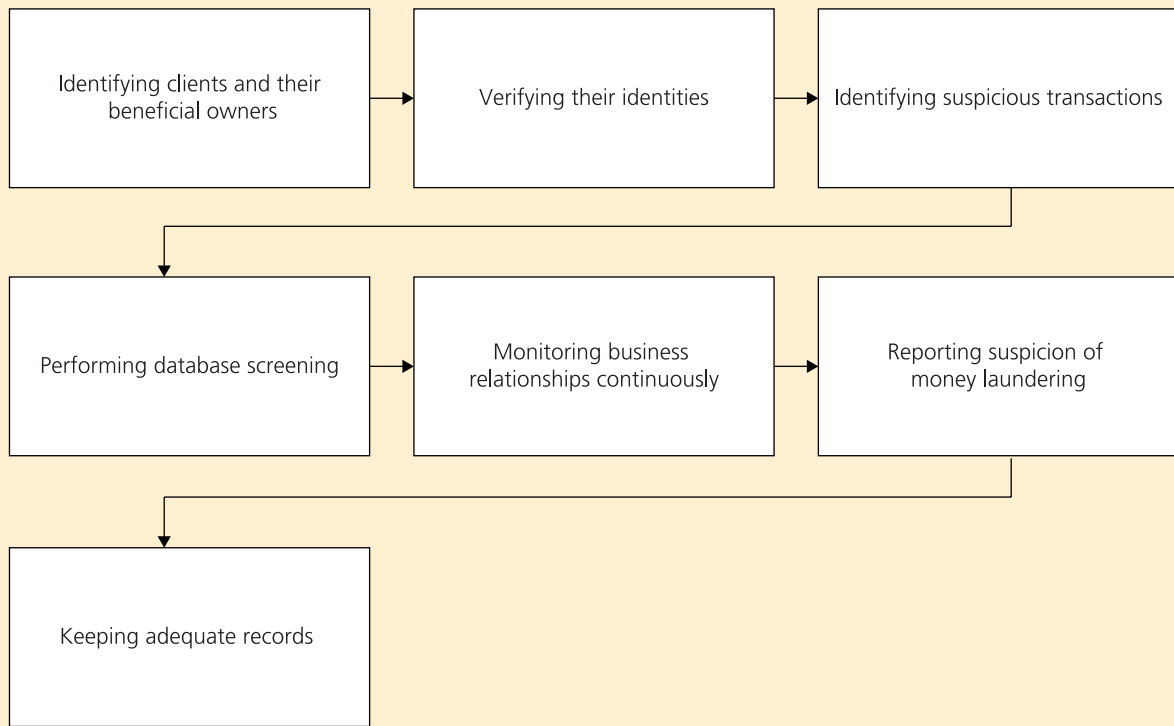 Identifying clients and their
beneficial owners
Verifying their identities
Identifying suspicious transactions
Performing database screening
Monitoring business
relationships continuously
Reporting suspicion of
money laundering
Keeping adequate records